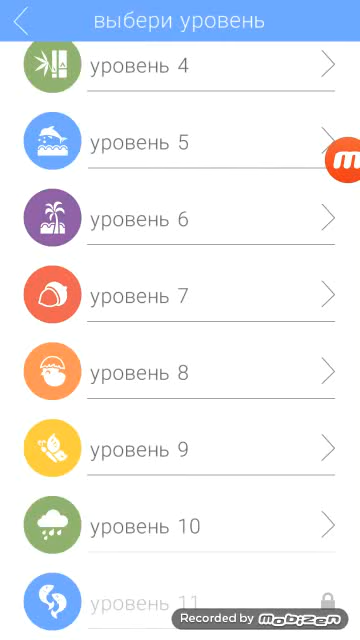 выбери уровень
уровень 4
уровень 5
m
уровень 6
уровень 7
уровень 8
уровень 9
уровень 10
уровень 11
Recorded by mobizen